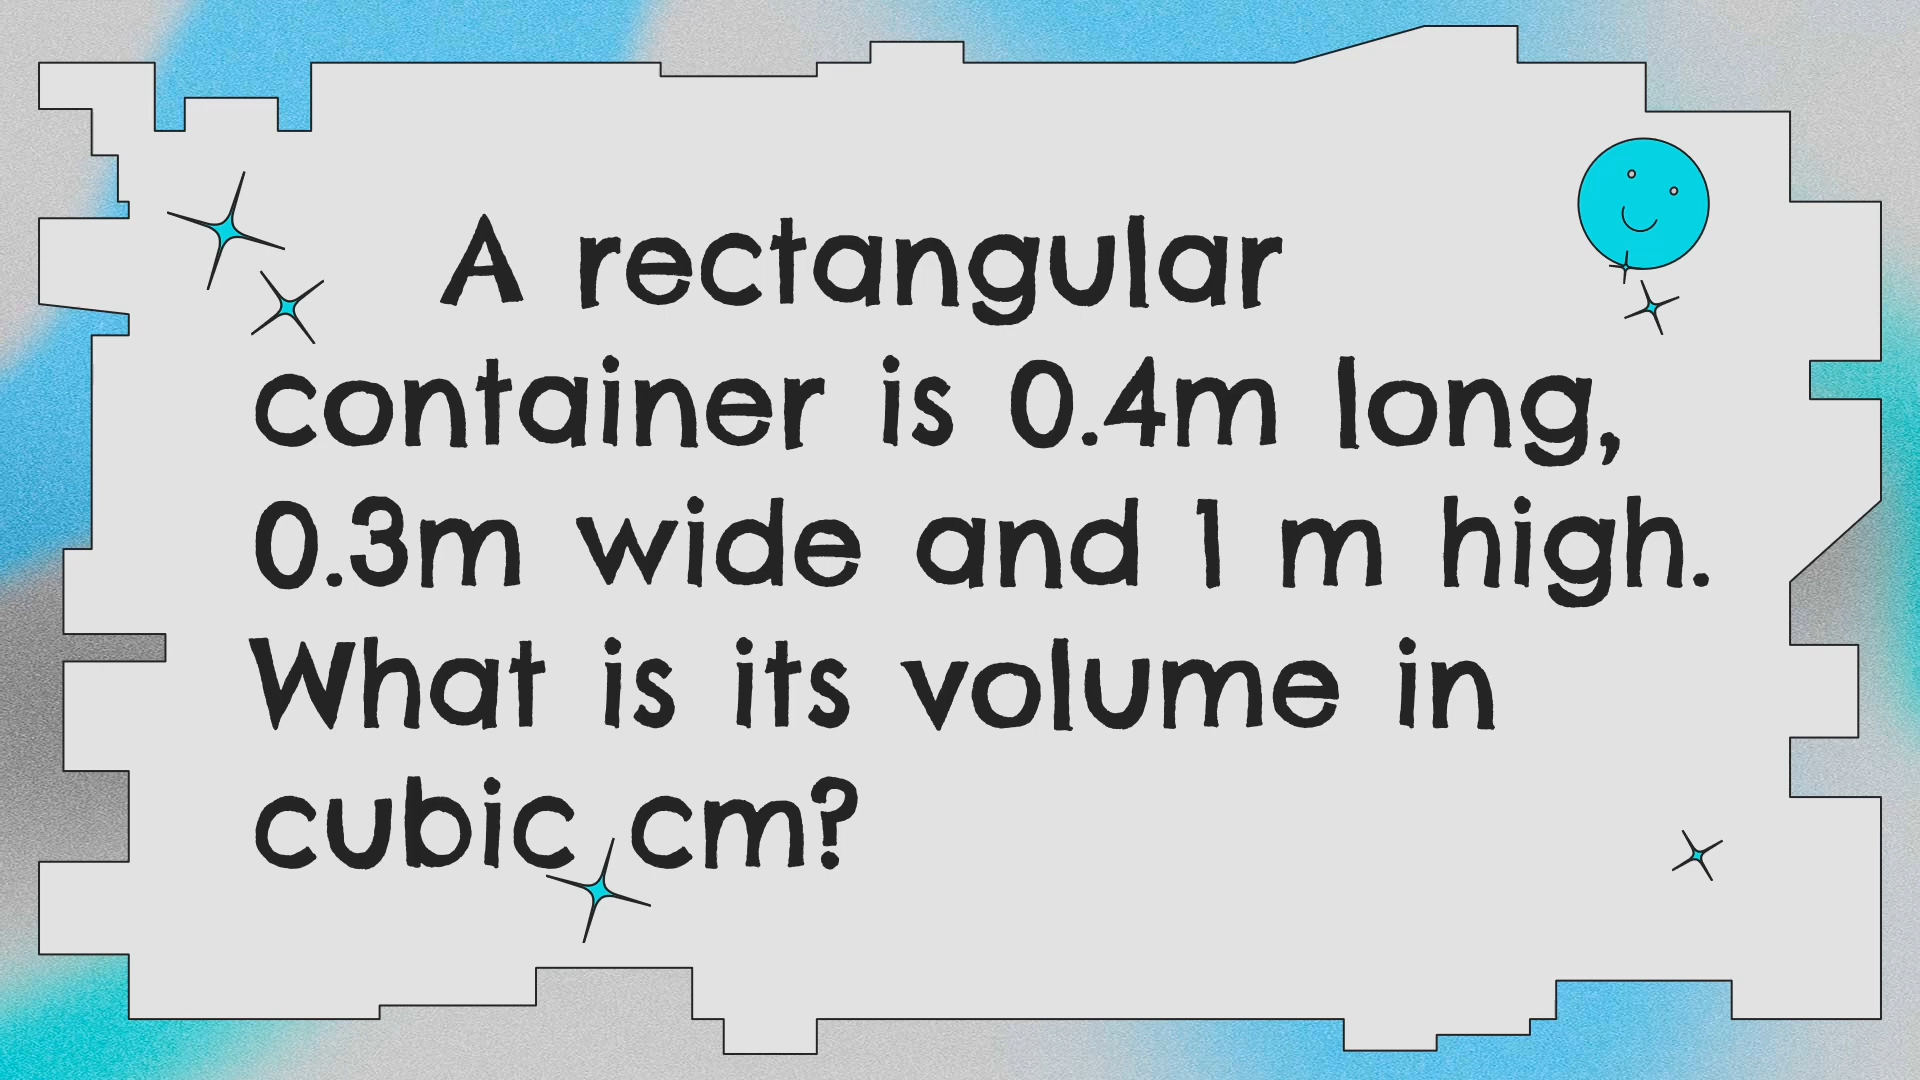 A rectangular
container is 0.4m long,
0.3m wide and 1 m high.
What is its volume in
cubic cm?